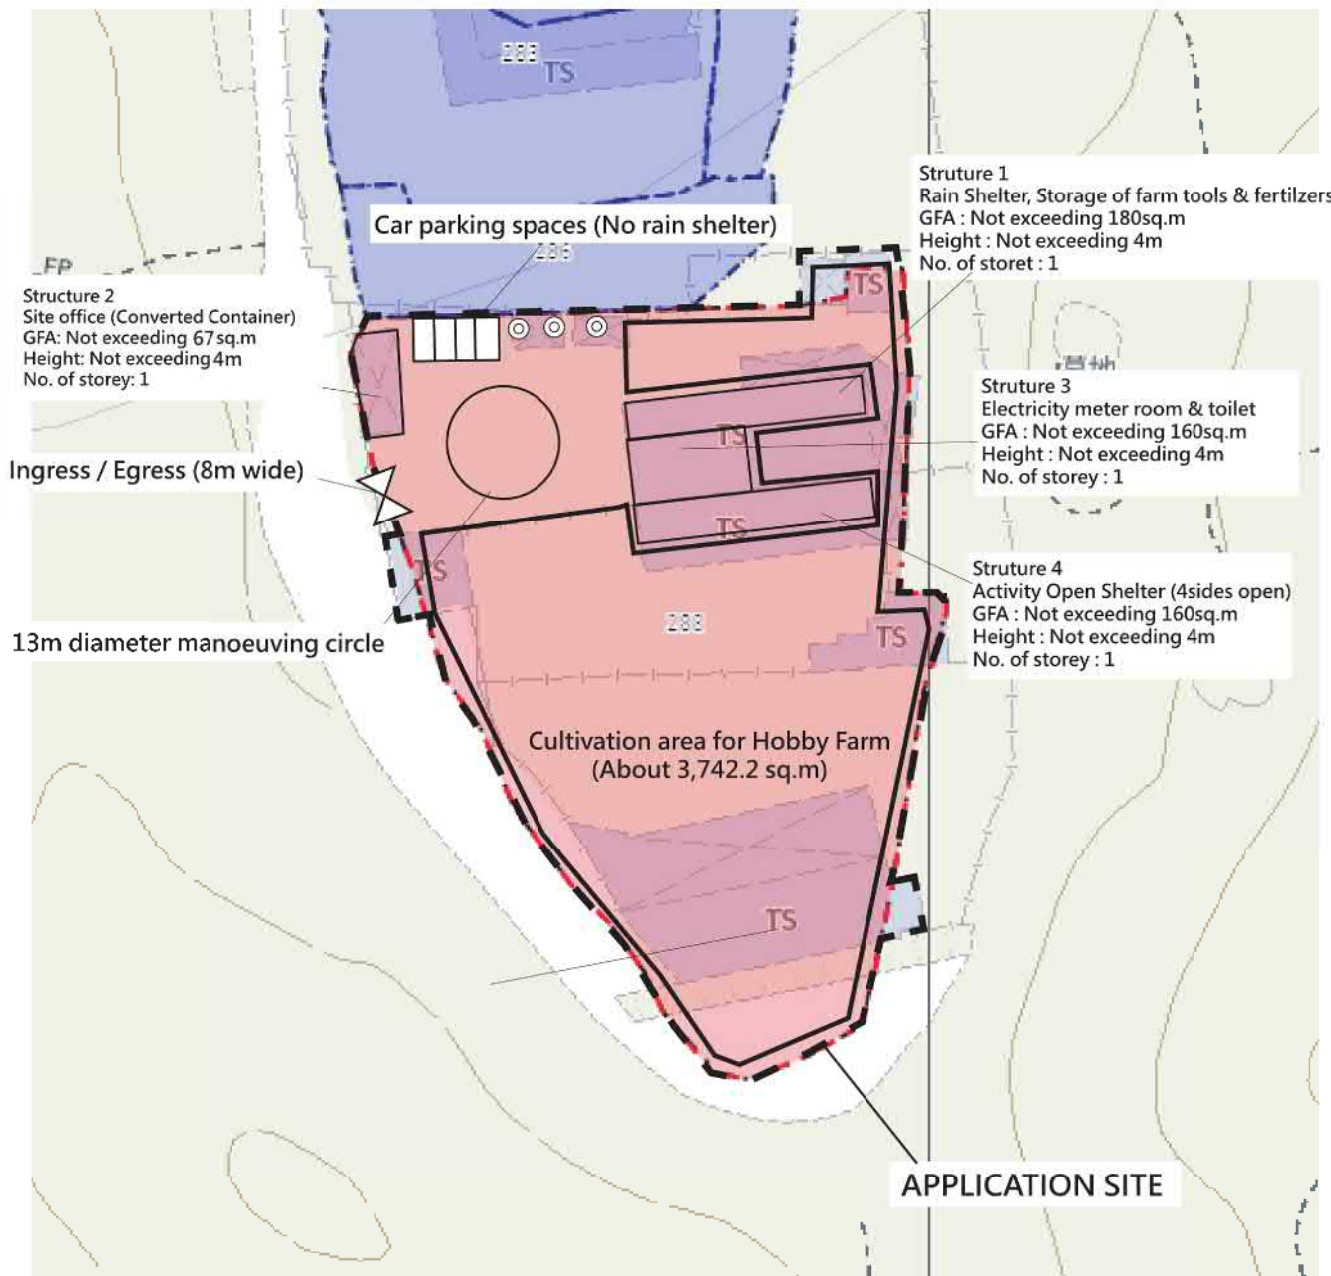 283
TS
Struture 1
Rain Shelter, Storage of farm tools & fertilzers
GFA : Not exceeding 180sq.m
Height : Not exceeding 4m
No. of storet : 1
Car parking spaces (No rain shelter)
FP
TS
Structure 2
Site office (Converted Container)
GFA: Not exceeding 67sq.m
Height: Not exceeding 4m
No. of storey: 1
墓地
Struture 3
Electricity meter room & toilet
GFA : Not exceeding 160sq.m
Height : Not exceeding 4m
No. of storey : 1
TS
Ingress / Egress (8m wide)
TS
TS
Struture 4
Activity Open Shelter (4sides open)
GFA : Not exceeding 160sq.m
Height : Not exceeding 4m
No. of storey : 1
288
TS
13m diameter manoeuving circle
Cultivation area for Hobby Farm
(About 3,742.2 sq.m)
TS
APPLICATION SITE